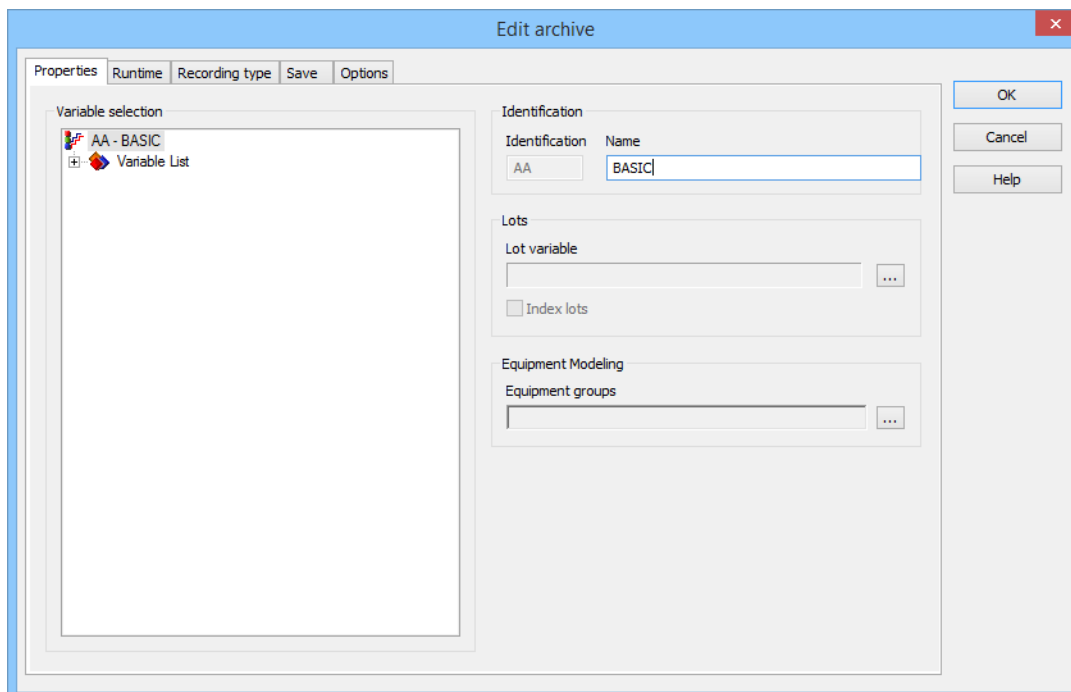 Edit archive
Properties Runtime Recording type Save Options
Variable selection
AA - BASIC
Variable List
Identification
Identification Name
AA BASIC
Lots
Lot variable
...
Index lots
Equipment Modeling
Equipment groups
...
OK
Cancel
Help